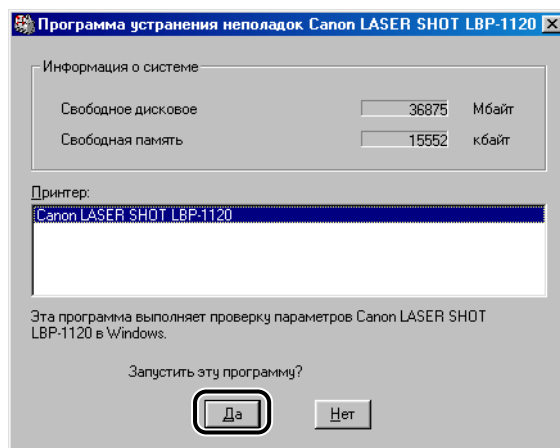 Программа устранения неполадок Canon LASER SHOT LBP-1120
Информация о системе
Свободное дисковое 36875 Мбайт
Свободная память 15552 кбайт
Принтер:
Canon LASER SHOT LBP-1120
Эта программа выполняет проверку параметров Canon LASER SHOT
LBP-1120 в Windows.
Запустить эту программу?
Да Нет